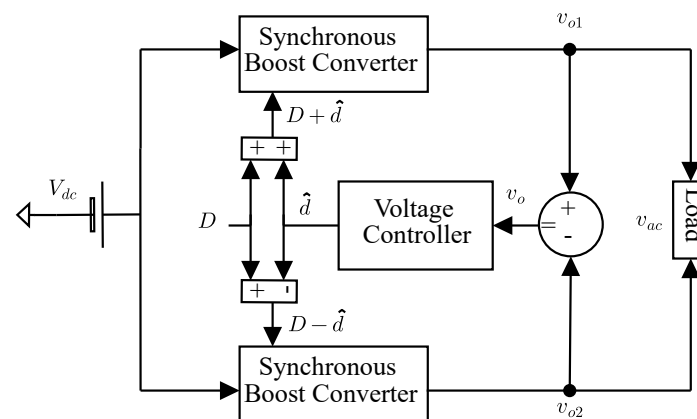 v_{o1}
Synchronous
Boost Converter
D + \hat{d}
+ +
V_{dc}
D
\hat{d}
Voltage
Controller
v_o
+
=
-
v_{ac}
Load
+ -
D - \hat{d}
Synchronous
Boost Converter
v_{o2}